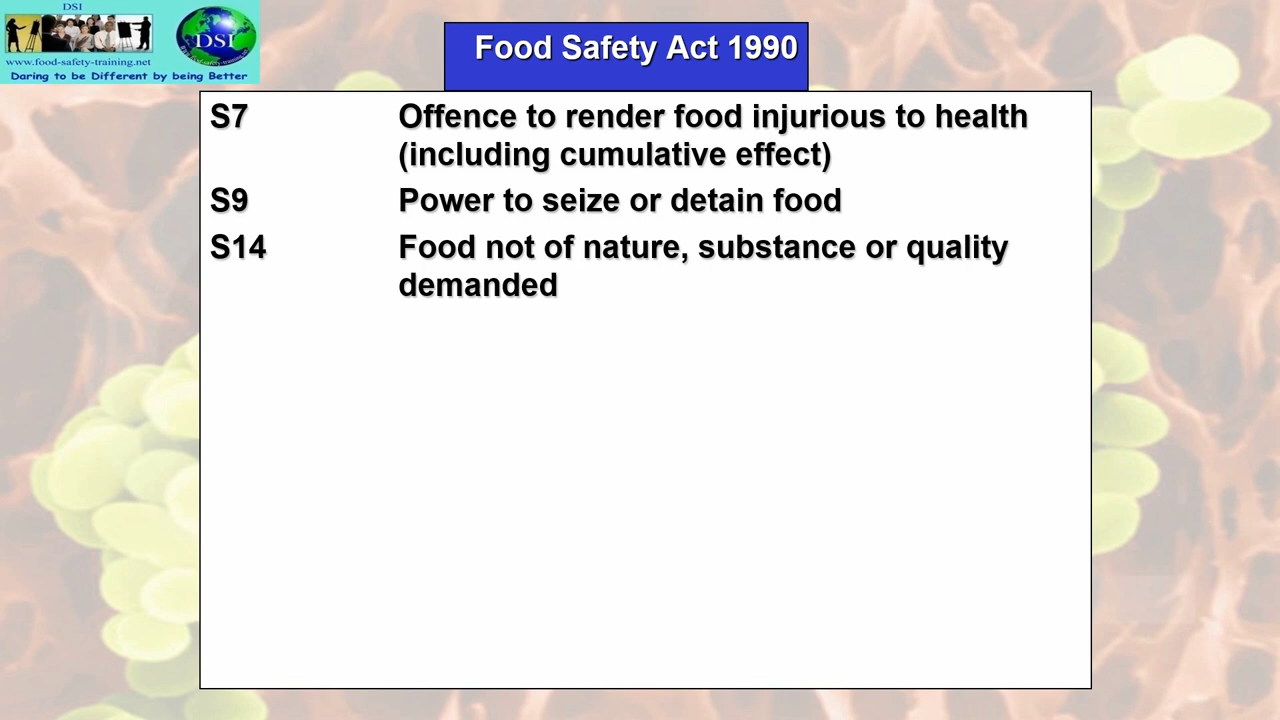 DSI
DSI
www.food-safety-training.net
Daring to be Different by being Better
Food Safety Act 1990
S7 Offence to render food injurious to health
(including cumulative effect)
S9 Power to seize or detain food
S14 Food not of nature, substance or quality
demanded